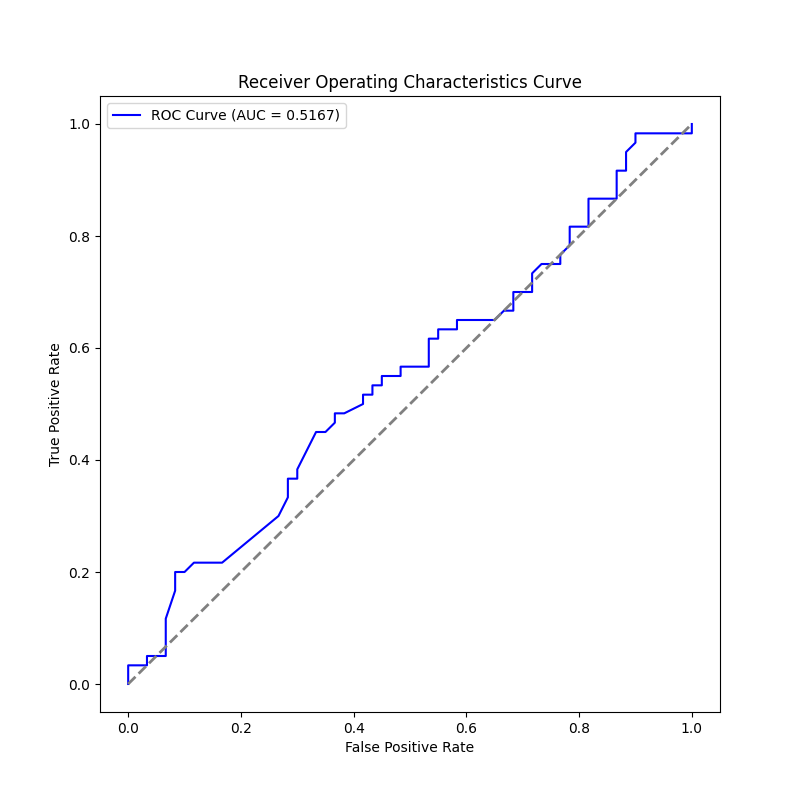 Receiver Operating Characteristics Curve
ROC Curve (AUC = 0.5167)
1.0
0.8
0.6
0.4
0.2
0.0
True Positive Rate
0.0 0.2 0.4 0.6 0.8 1.0
False Positive Rate